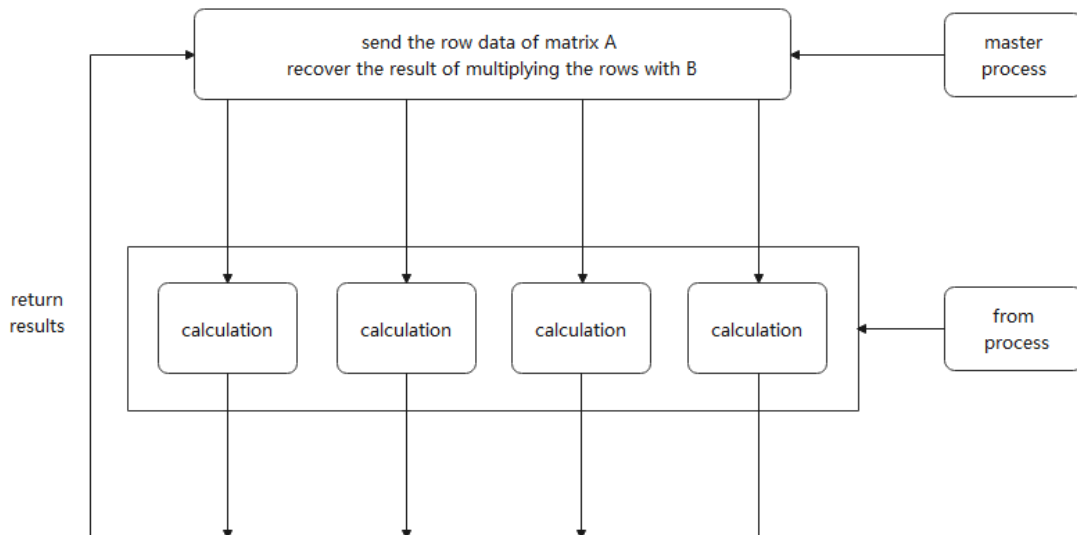 send the row data of matrix A
recover the result of multiplying the rows with B
master
process
return
results
calculation
calculation
calculation
calculation
from
process